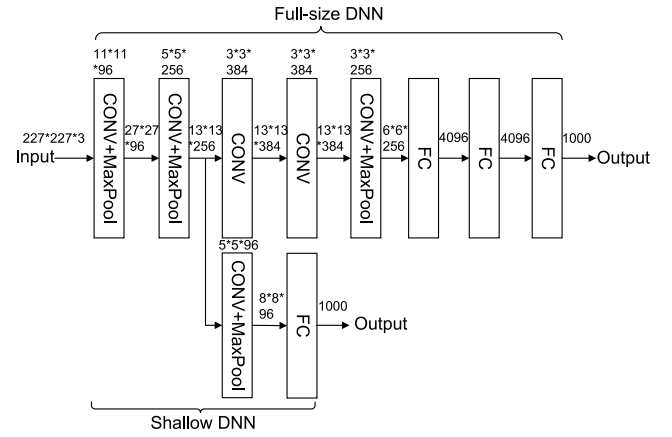 Full-size DNN
11*11
*96
5*5*
256
3*3*
384
3*3*
384
3*3*
256
227*227*3
Input
CONV+MaxPool
27*27
*96
CONV+MaxPool
13*13
*256
CONV
13*13
*384
CONV
13*13
*384
CONV+MaxPool
6*6*
256
FC
4096
FC
4096
FC
1000
Output
5*5*96
CONV+MaxPool
8*8*
96
FC
1000
Output
Shallow DNN